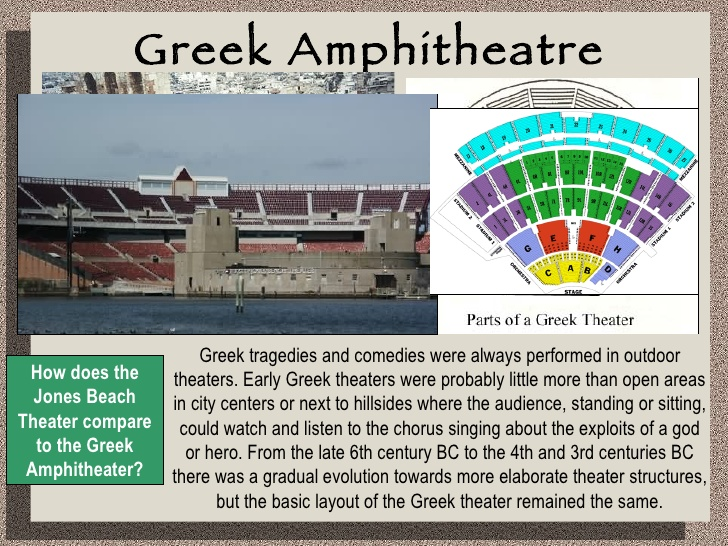 Greek Amphitheatre
MEZZANINE
MEZZANINE
STADIUM 2
STADIUM 1
STADIUM 1
STADIUM 2
G
E
F
H
C
A
B
D
ORCHESTRA
ORCHESTRA
STAGE
Parts of a Greek Theater
How does the
Jones Beach
Theater compare
to the Greek
Amphitheater?
Greek tragedies and comedies were always performed in outdoor
theaters. Early Greek theaters were probably little more than open areas
in city centers or next to hillsides where the audience, standing or sitting,
could watch and listen to the chorus singing about the exploits of a god
or hero. From the late 6th century BC to the 4th and 3rd centuries BC
there was a gradual evolution towards more elaborate theater structures,
but the basic layout of the Greek theater remained the same.